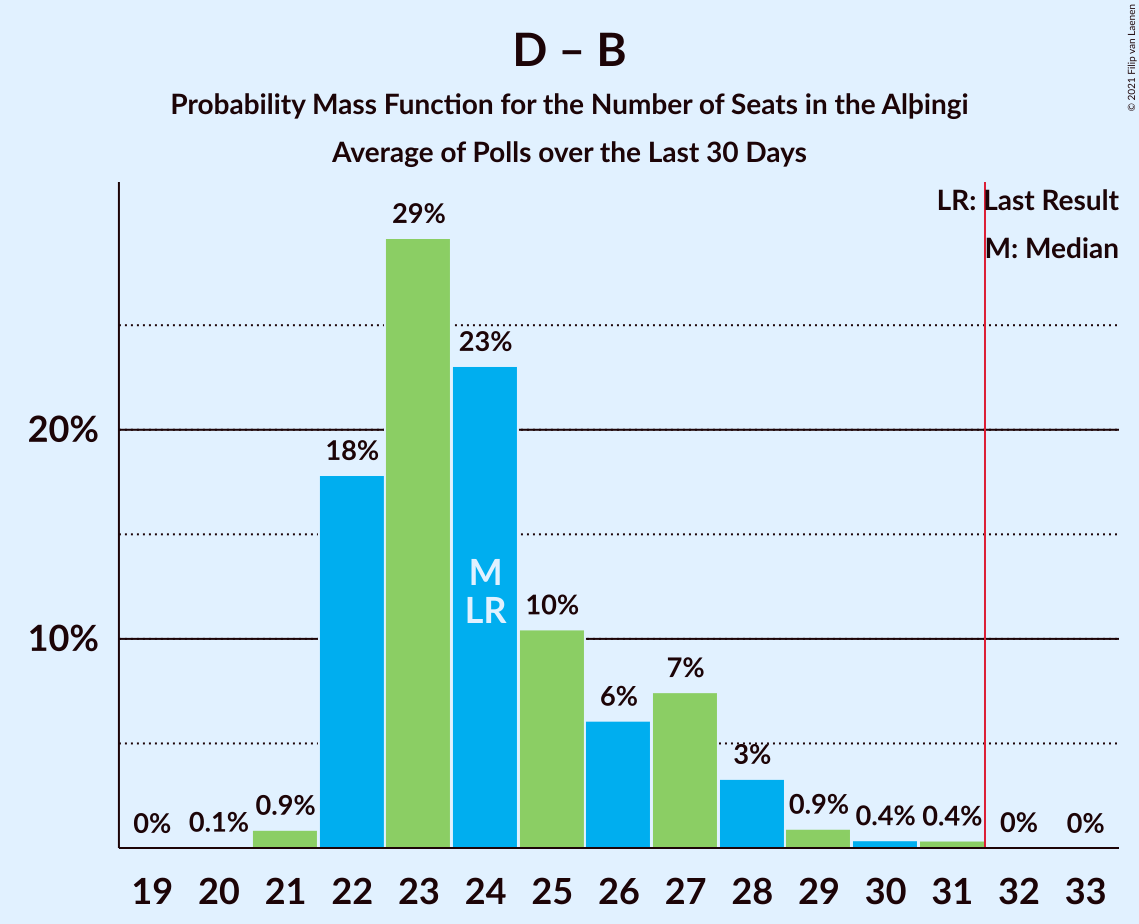 D – B
Probability Mass Function for the Number of Seats in the Alþingi
Average of Polls over the Last 30 Days
© 2021 Filip van Laenen
LR: Last Result
M: Median
20%
10%
0%
0.1%
0.9%
18%
29%
23%
10%
6%
7%
3%
0.9%
0.4%
0.4%
0%
0%
M
LR
19 20 21 22 23 24 25 26 27 28 29 30 31 32 33